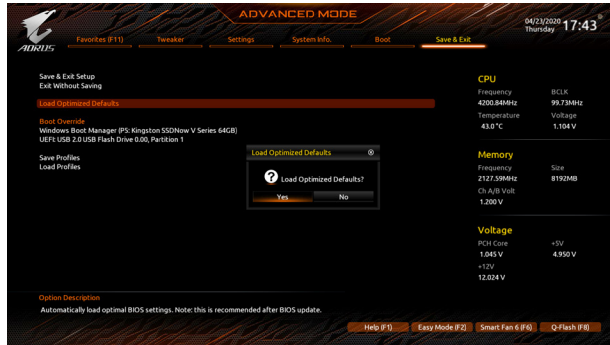 ADVANCED MODE
04/23/2020 Thursday 17:43
AORUS
Favorites (F11) Tweaker Settings System Info. Boot Save & Exit
Save & Exit Setup
Exit Without Saving
Load Optimized Defaults
Boot Override
Windows Boot Manager (P5: Kingston SSDNow V Series 64GB)
UEFI: USB 2.0 USB Flash Drive 0.00, Partition 1
Save Profiles
Load Profiles
Load Optimized Defaults
Load Optimized Defaults?
Yes No
CPU
Frequency BCLK
4200.84MHz 99.73MHz
Temperature Voltage
43.0 °C 1.104 V
Memory
Frequency Size
2127.59MHz 8192MB
Ch A/B Volt
1.200 V
Voltage
PCH Core +5V
1.045 V 4.950 V
+12V
12.024 V
Option Description
Automatically load optimal BIOS settings. Note: this is recommended after BIOS update.
Help (F1) Easy Mode (F2) Smart Fan 6 (F6) Q-Flash (F8)